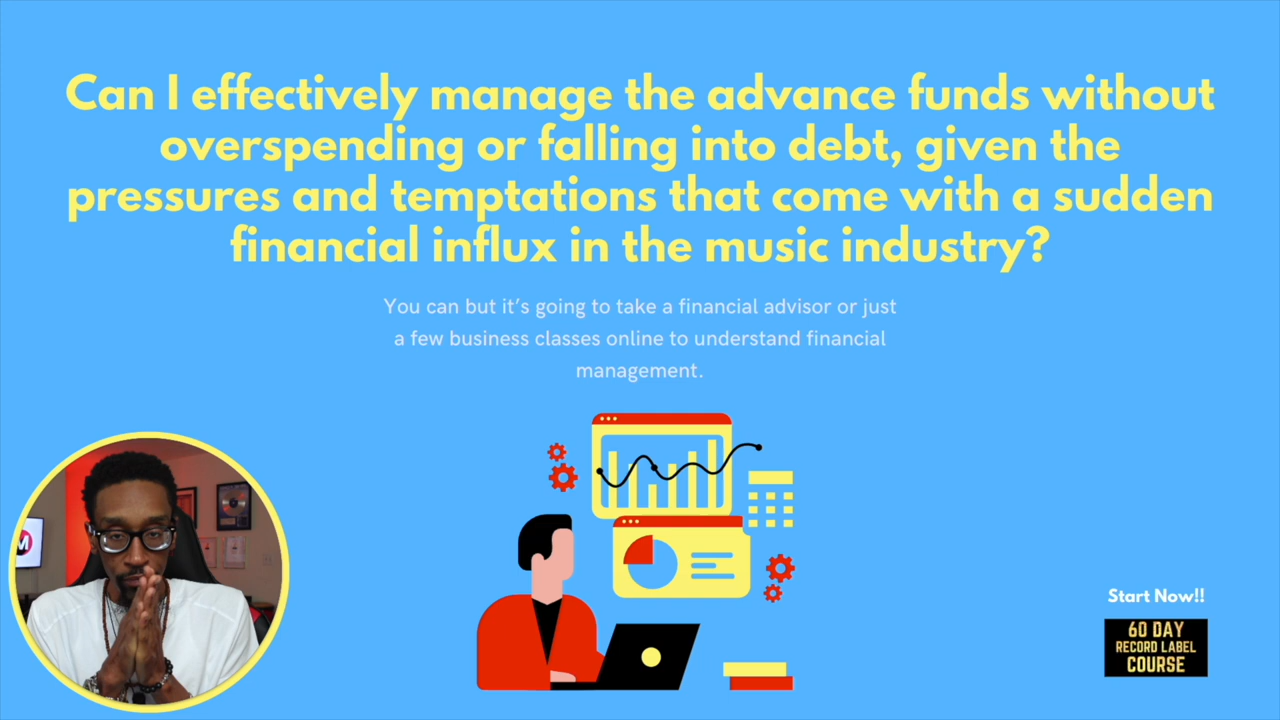 Can I effectively manage the advance funds without
overspending or falling into debt, given the
pressures and temptations that come with a sudden
financial influx in the music industry?
You can but it's going to take a financial advisor or just
a few business classes online to understand financial
management.
M
Start Now!!
60 DAY
RECORD LABEL
COURSE